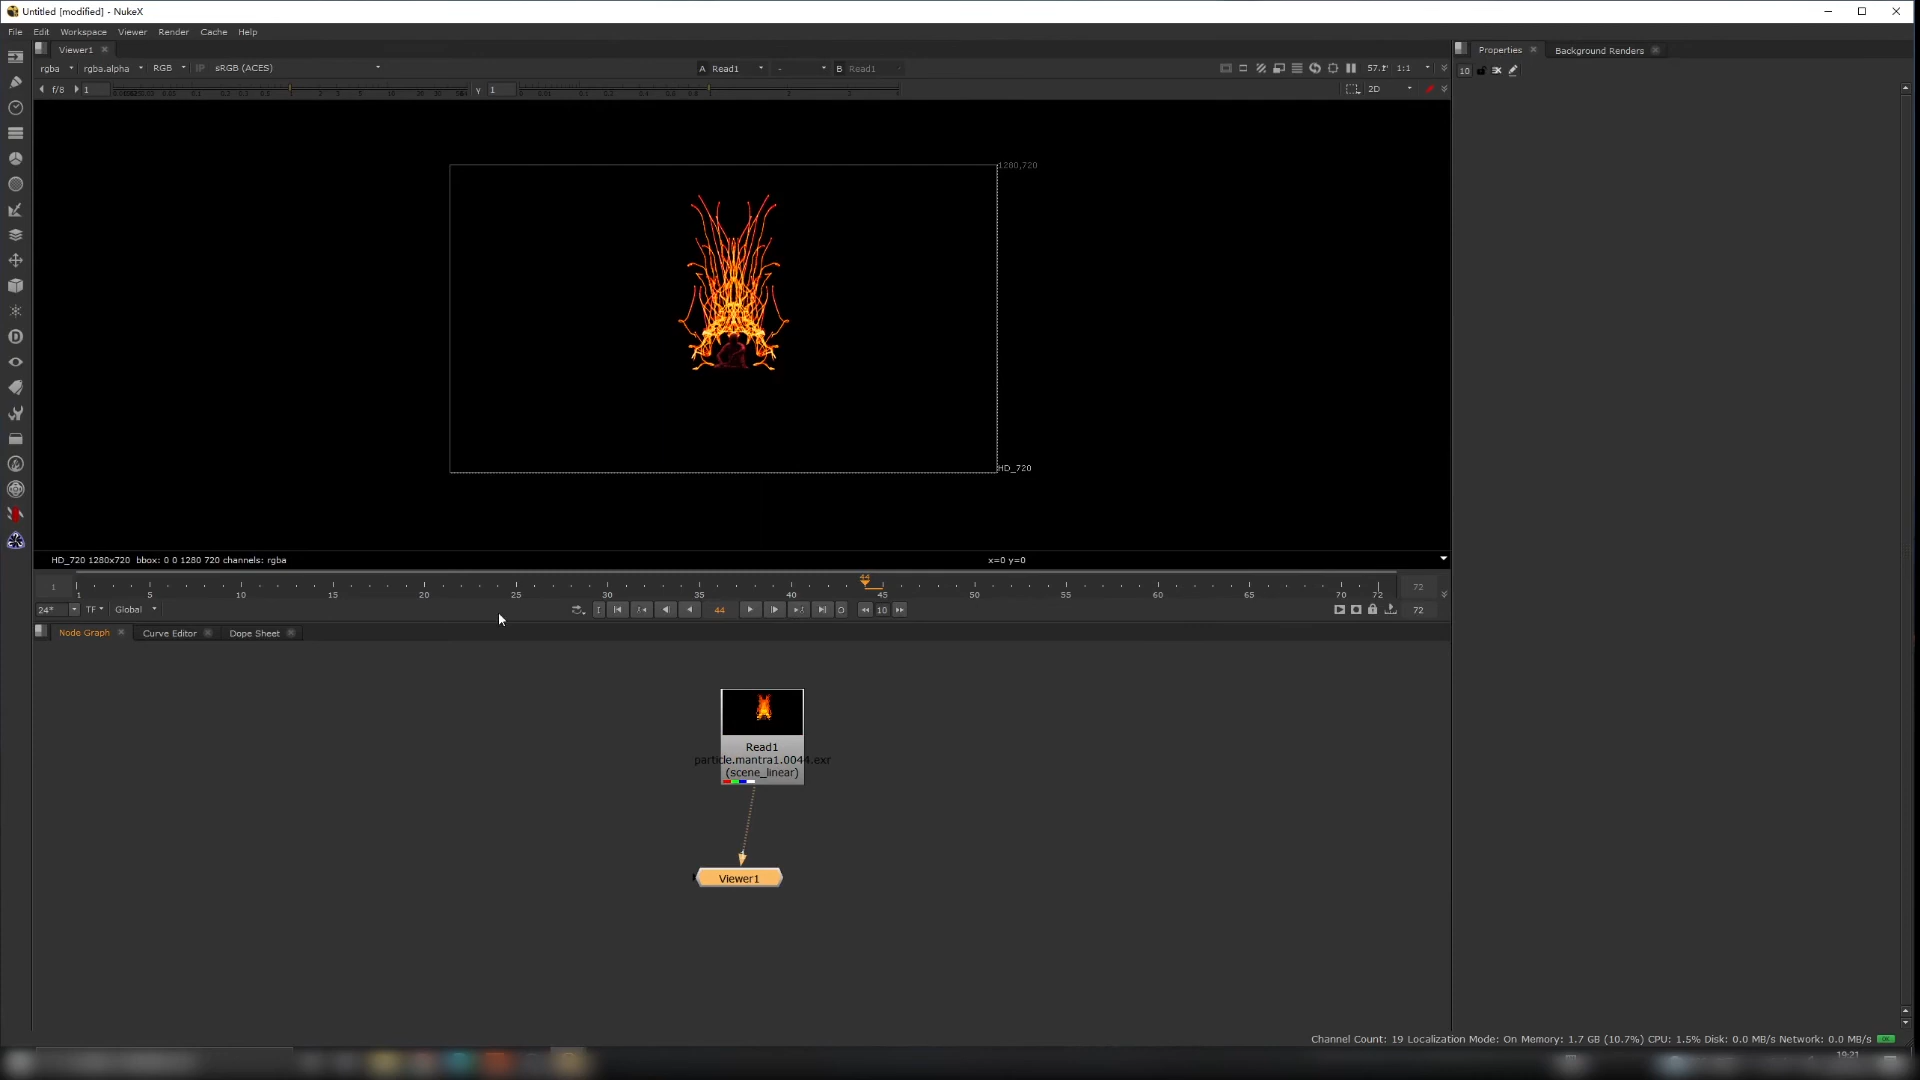 Untitled [modified] - NukeX
File Edit Workspace Viewer Render Cache Help
Viewer1
Properties Background Renders
rgba rgba.alpha RGB IP sRGB (ACES) A Read1 - B Read1 1:1
10
f/8 1 γ 1 2D
1280,720
HD_720
HD_720 1280x720 bbox: 0 0 1280 720 channels: rgba x=0 y=0
44
1 72
1 5 10 15 20 25 30 35 40 45 50 55 60 65 70 72
24* TF Global 44 10 72
Node Graph Curve Editor Dope Sheet
Read1
particle.mantra1.0044.exr
(scene_linear)
Viewer1
Channel Count: 19 Localization Mode: On Memory: 1.7 GB (10.7%) CPU: 1.5% Disk: 0.0 MB/s Network: 0.0 MB/s
19:21